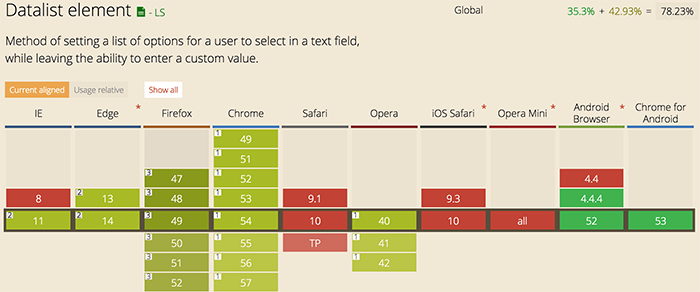 Datalist element - LS
Global
35.3% + 42.93% = 78.23%
Method of setting a list of options for a user to select in a text field,
while leaving the ability to enter a custom value.
Current aligned Usage relative Show all
IE Edge * Firefox Chrome Safari Opera iOS Safari * Opera Mini * Android Browser * Chrome for Android
1 49
1 51
3 47 1 52 4.4
8 2 13 3 48 1 53 9.1 9.3 4.4.4
2 11 2 14 3 49 1 54 10 1 40 10 all 52 53
3 50 1 55 TP 1 41
3 51 1 56 1 42
3 52 1 57